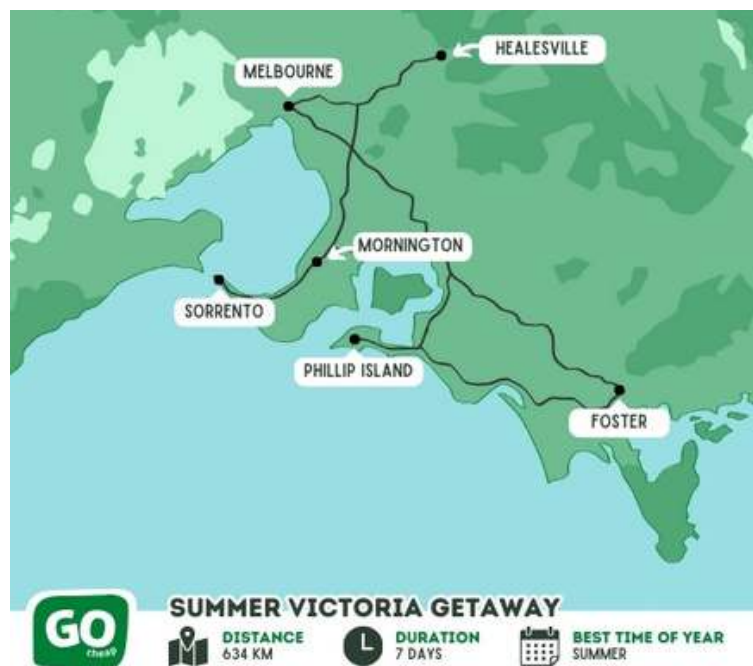 HEALESVILLE
MELBOURNE
MORNINGTON
SORRENTO
PHILLIP ISLAND
FOSTER
GO
cheap
SUMMER VICTORIA GETAWAY
DISTANCE
634 KM
DURATION
7 DAYS
BEST TIME OF YEAR
SUMMER